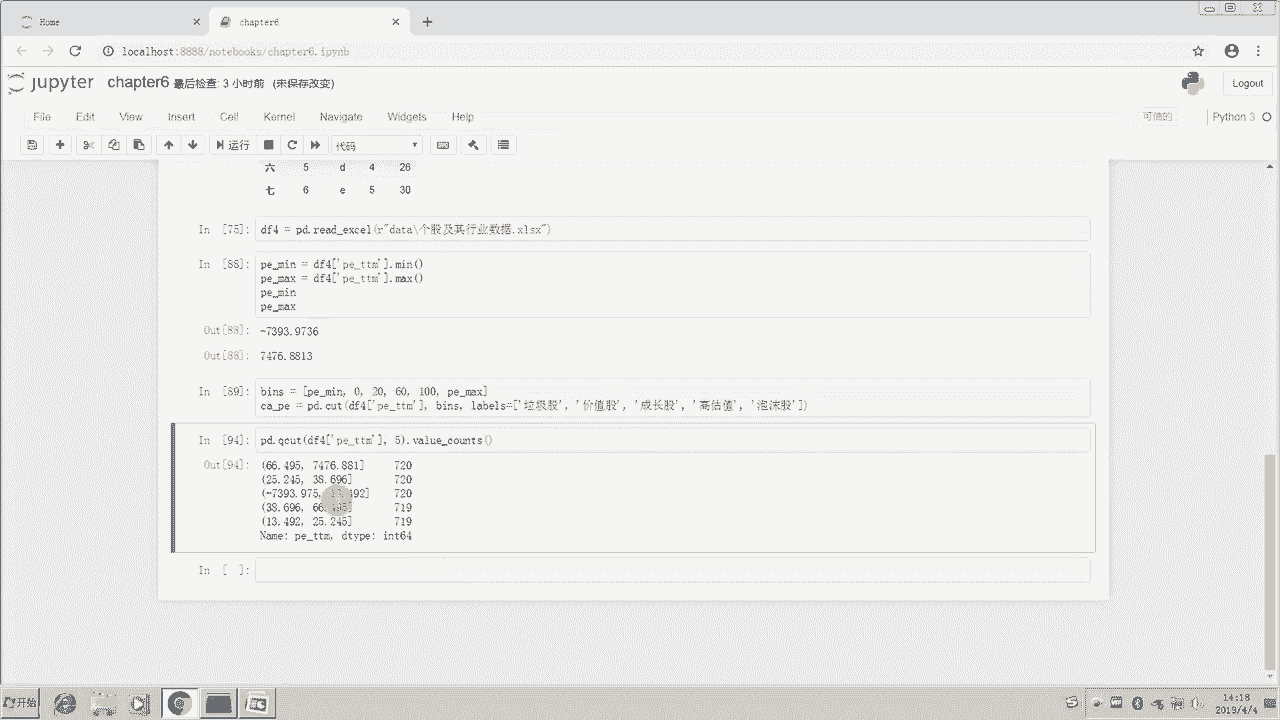 Home
chapter6
localhost:8888/notebooks/chapter6.ipynb
jupyter chapter6 最后检查: 3 小时前 (未保存改变)
Logout
File Edit View Insert Cell Kernel Navigate Widgets Help
可信的 Python 3
运行 代码
六 5 d 4 26
七 6 e 5 30
In [75]: df4 = pd.read_excel(r"data\个股及其行业数据.xlsx")
In [88]: pe_min = df4['pe_ttm'].min()
pe_max = df4['pe_ttm'].max()
pe_min
pe_max
Out[88]: -7393.9736
Out[88]: 7476.8813
In [89]: bins = [pe_min, 0, 20, 60, 100, pe_max]
ca_pe = pd.cut(df4['pe_ttm'], bins, labels=['垃圾股', '价值股', '成长股', '高估值', '泡沫股'])
In [94]: pd.qcut(df4['pe_ttm'], 5).value_counts()
Out[94]: (66.495, 7476.881] 720
(25.245, 38.696] 720
(-7393.975, 13.492] 720
(38.696, 66.495] 719
(13.492, 25.245] 719
Name: pe_ttm, dtype: int64
In [ ]:
开始
14:18
2019/4/4